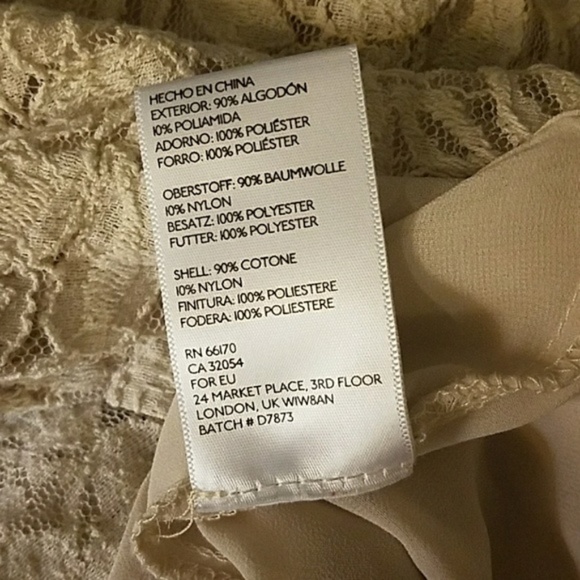 HECHO EN CHINA
EXTERIOR: 90% ALGODÓN
10% POLIAMIDA
ADORNO: 100% POLIÉSTER
FORRO: 100% POLIÉSTER
OBERSTOFF: 90% BAUMWOLLE
10% NYLON
BESATZ: 100% POLYESTER
FUTTER: 100% POLYESTER
SHELL: 90% COTONE
10% NYLON
FINITURA: 100% POLIESTERE
FODERA: 100% POLIESTERE
RN 66170
CA 32054
FOR EU
24 MARKET PLACE, 3RD FLOOR
LONDON, UK W1W8AN
BATCH # D7873